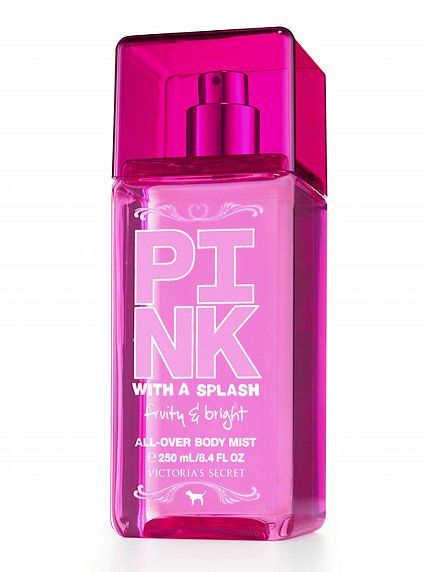 PI
NK
WITH A SPLASH
fruity & bright
ALL-OVER BODY MIST
℮ 250 mL/8.4 FL OZ
VICTORIA'S SECRET